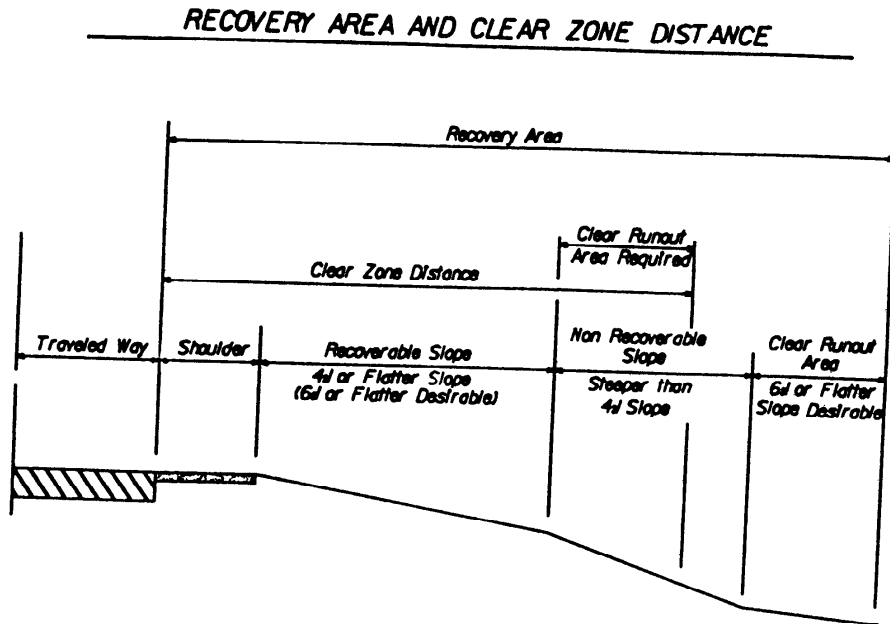 RECOVERY AREA AND CLEAR ZONE DISTANCE
Recovery Area
Clear Runout
Area Required
Clear Zone Distance
Traveled Way
Shoulder
Recoverable Slope
4:1 or Flatter Slope
(6:1 or Flatter Desirable)
Non Recoverable
Slope
Steeper than
4:1 Slope
Clear Runout
Area
6:1 or Flatter
Slope Desirable